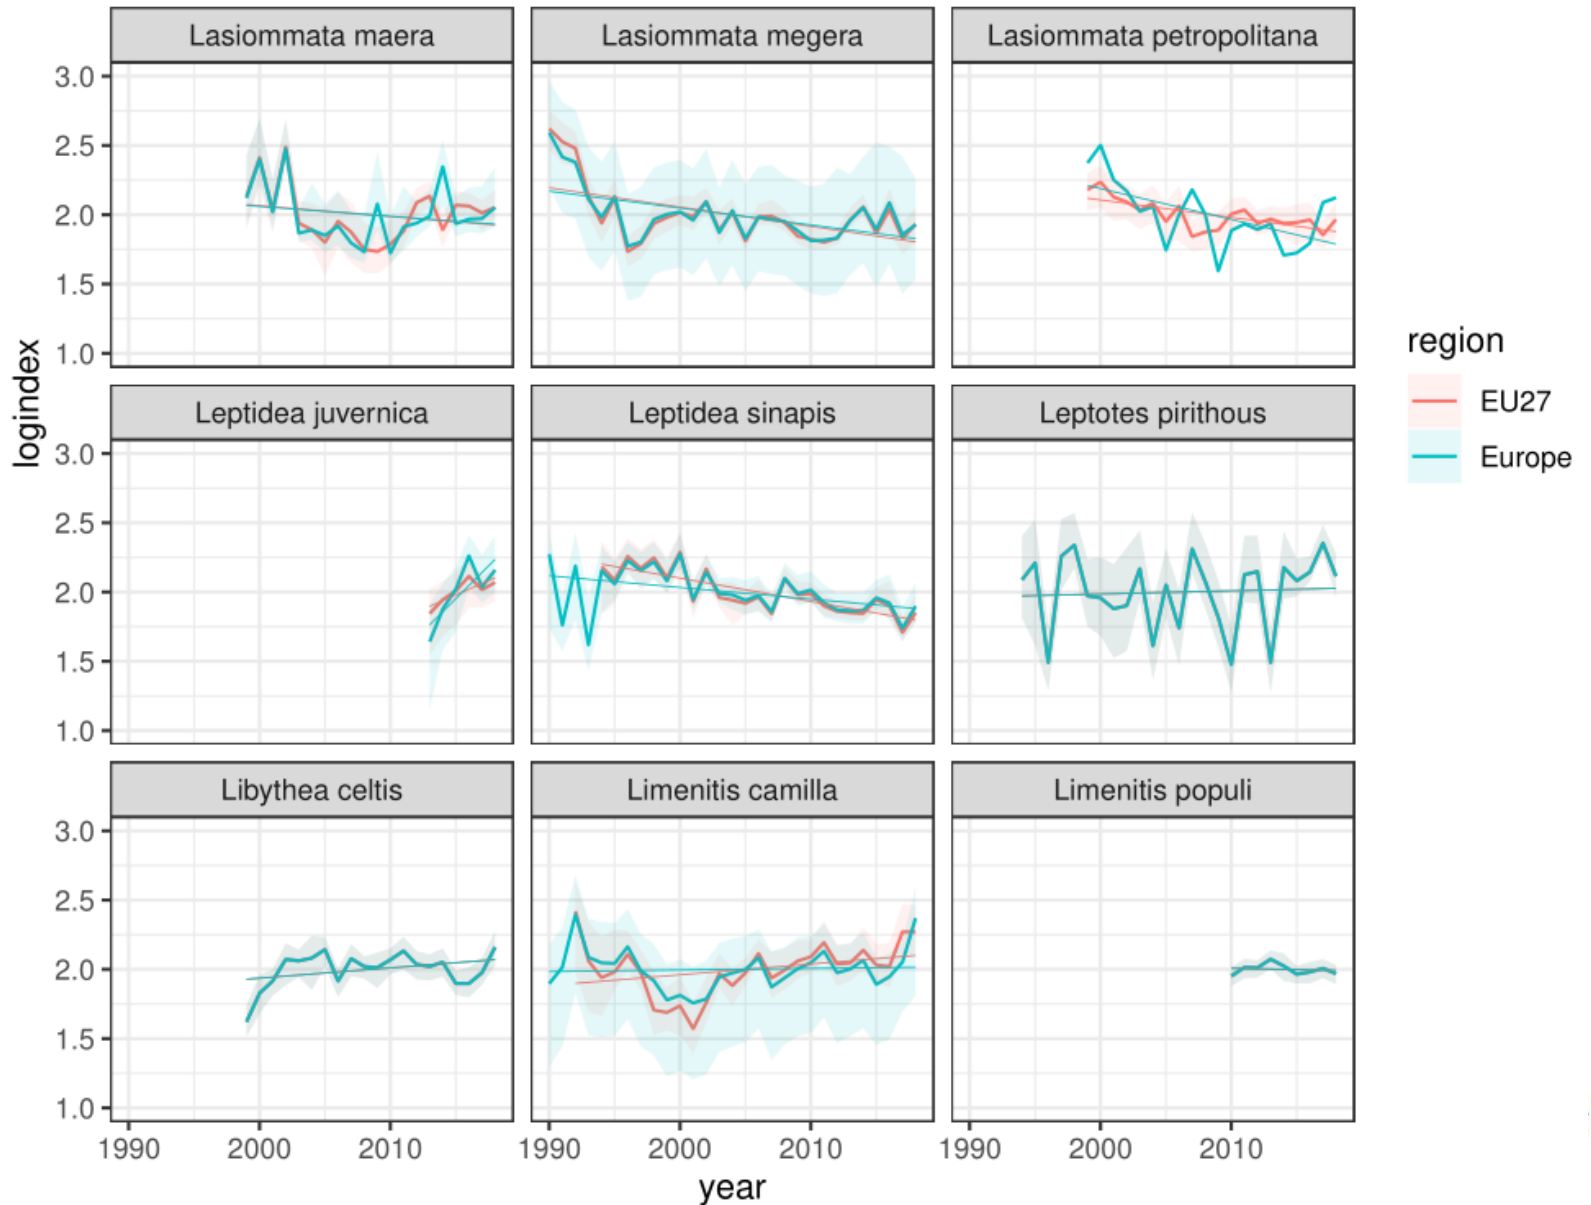 Lasiommata maera
Lasiommata megera
Lasiommata petropolitana
3.0
2.5
2.0
1.5
1.0
Leptidea juvernica
Leptidea sinapis
Leptotes pirithous
3.0
2.5
2.0
1.5
1.0
Libythea celtis
Limenitis camilla
Limenitis populi
3.0
2.5
2.0
1.5
1.0
1990 2000 2010
1990 2000 2010
1990 2000 2010
year
logindex
region
EU27
Europe